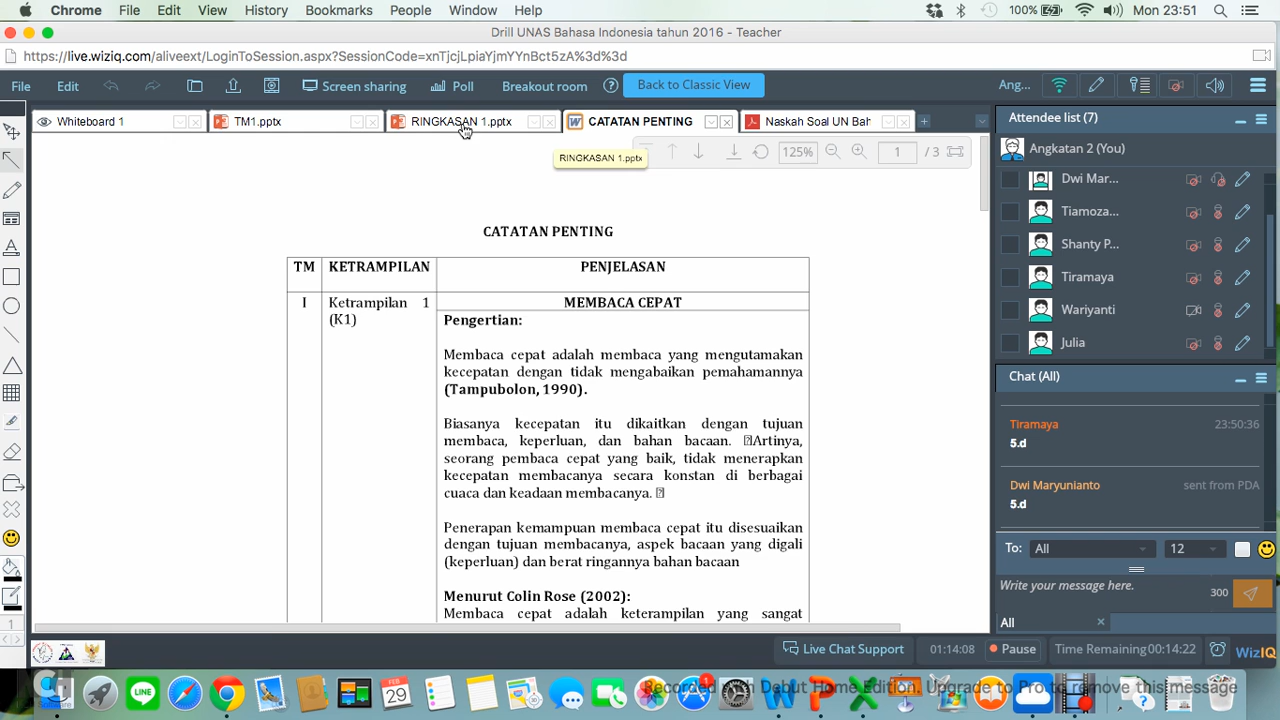 Chrome File Edit View History Bookmarks People Window Help 100% Mon 23:51
Drill UNAS Bahasa Indonesia tahun 2016 - Teacher
https://live.wiziq.com/aliveext/LoginToSession.aspx?SessionCode=xnTjcjLpiaYjmYYnBct5zA%3d%3d
File Edit Screen sharing Poll Breakout room ? Back to Classic View Ang...
Whiteboard 1 TM1.pptx RINGKASAN 1.pptx CATATAN PENTING Naskah Soal UN Bah
Attendee list (7)
RINGKASAN 1.pptx
125% 1 / 3
Angkatan 2 (You)
Dwi Mar...
Tiamoza...
Shanty P...
Tiramaya
Wariyanti
Julia
CATATAN PENTING
TM KETRAMPILAN PENJELASAN
I Ketrampilan 1 (K1)
MEMBACA CEPAT
Pengertian:
Membaca cepat adalah membaca yang mengutamakan
kecepatan dengan tidak mengabaikan pemahamannya
(Tampubolon, 1990).
Biasanya kecepatan itu dikaitkan dengan tujuan
membaca, keperluan, dan bahan bacaan. Artinya,
seorang pembaca cepat yang baik, tidak menerapkan
kecepatan membacanya secara konstan di berbagai
cuaca dan keadaan membacanya.
Penerapan kemampuan membaca cepat itu disesuaikan
dengan tujuan membacanya, aspek bacaan yang digali
(keperluan) dan berat ringannya bahan bacaan
Menurut Colin Rose (2002):
Membaca cepat adalah keterampilan yang sangat
Chat (All)
Tiramaya 23:50:36
5.d
Dwi Maryunianto sent from PDA
5.d
To: All 12
Write your message here. 300
All
1
Live Chat Support 01:14:08 Pause Time Remaining 00:14:22 WizIQ
FEB
29
LINE
Recorded with Debut Home Edition. Upgrade to Pro to remove this message